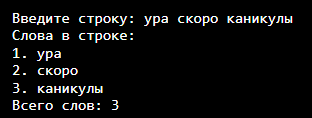 Введите строку: ура скоро каникулы
Слова в строке:
1. ура
2. скоро
3. каникулы
Всего слов: 3